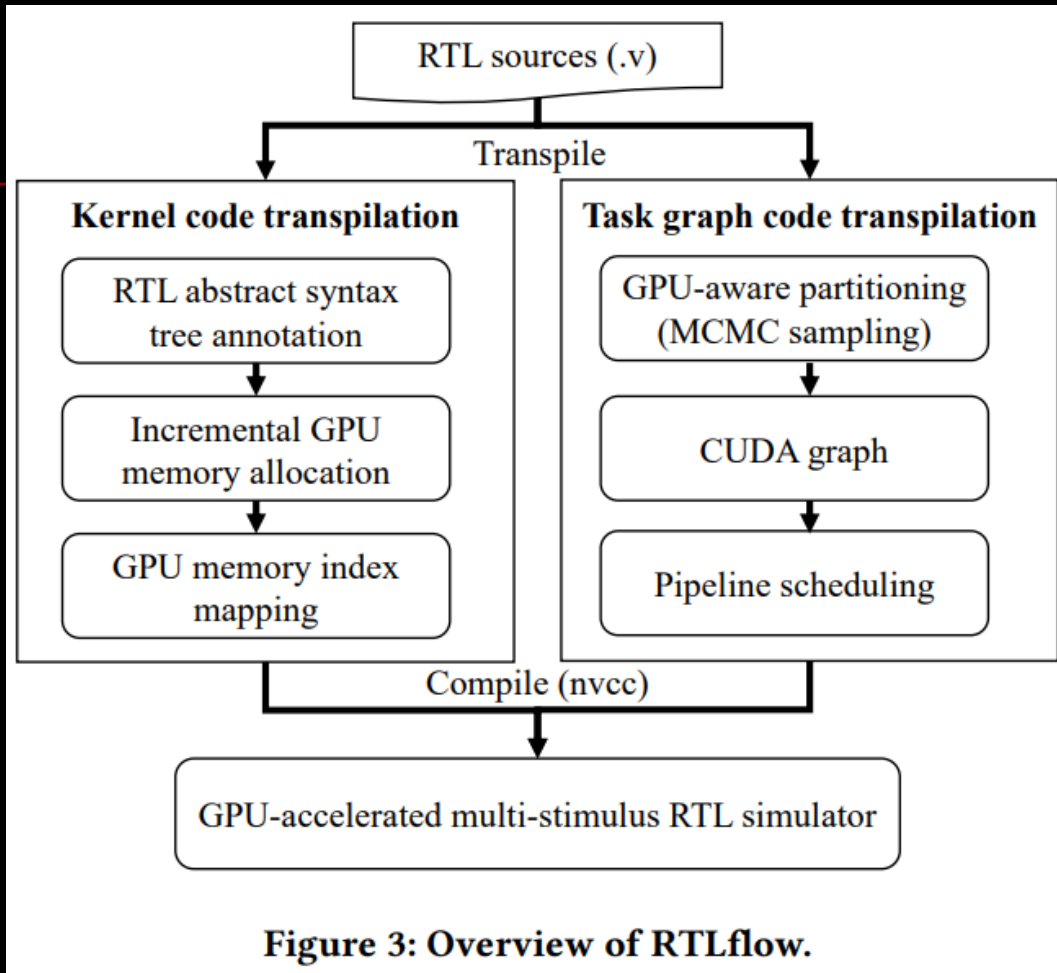 RTL sources (.v)
Transpile
Kernel code transpilation
RTL abstract syntax
tree annotation
Incremental GPU
memory allocation
GPU memory index
mapping
Task graph code transpilation
GPU-aware partitioning
(MCMC sampling)
CUDA graph
Pipeline scheduling
Compile (nvcc)
GPU-accelerated multi-stimulus RTL simulator
Figure 3: Overview of RTLflow.